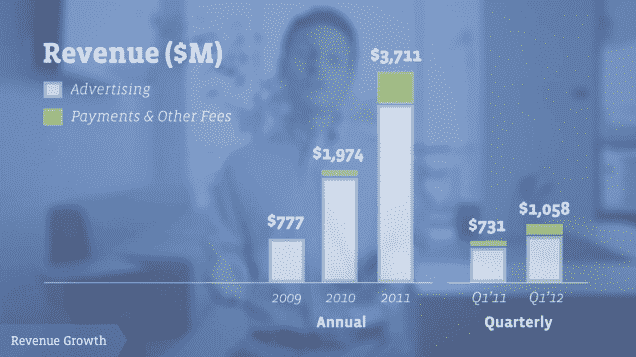 Revenue ($M)
Advertising
Payments & Other Fees
$777
$1,974
$3,711
$731
$1,058
2009 2010 2011 Q1'11 Q1'12
Annual Quarterly
Revenue Growth